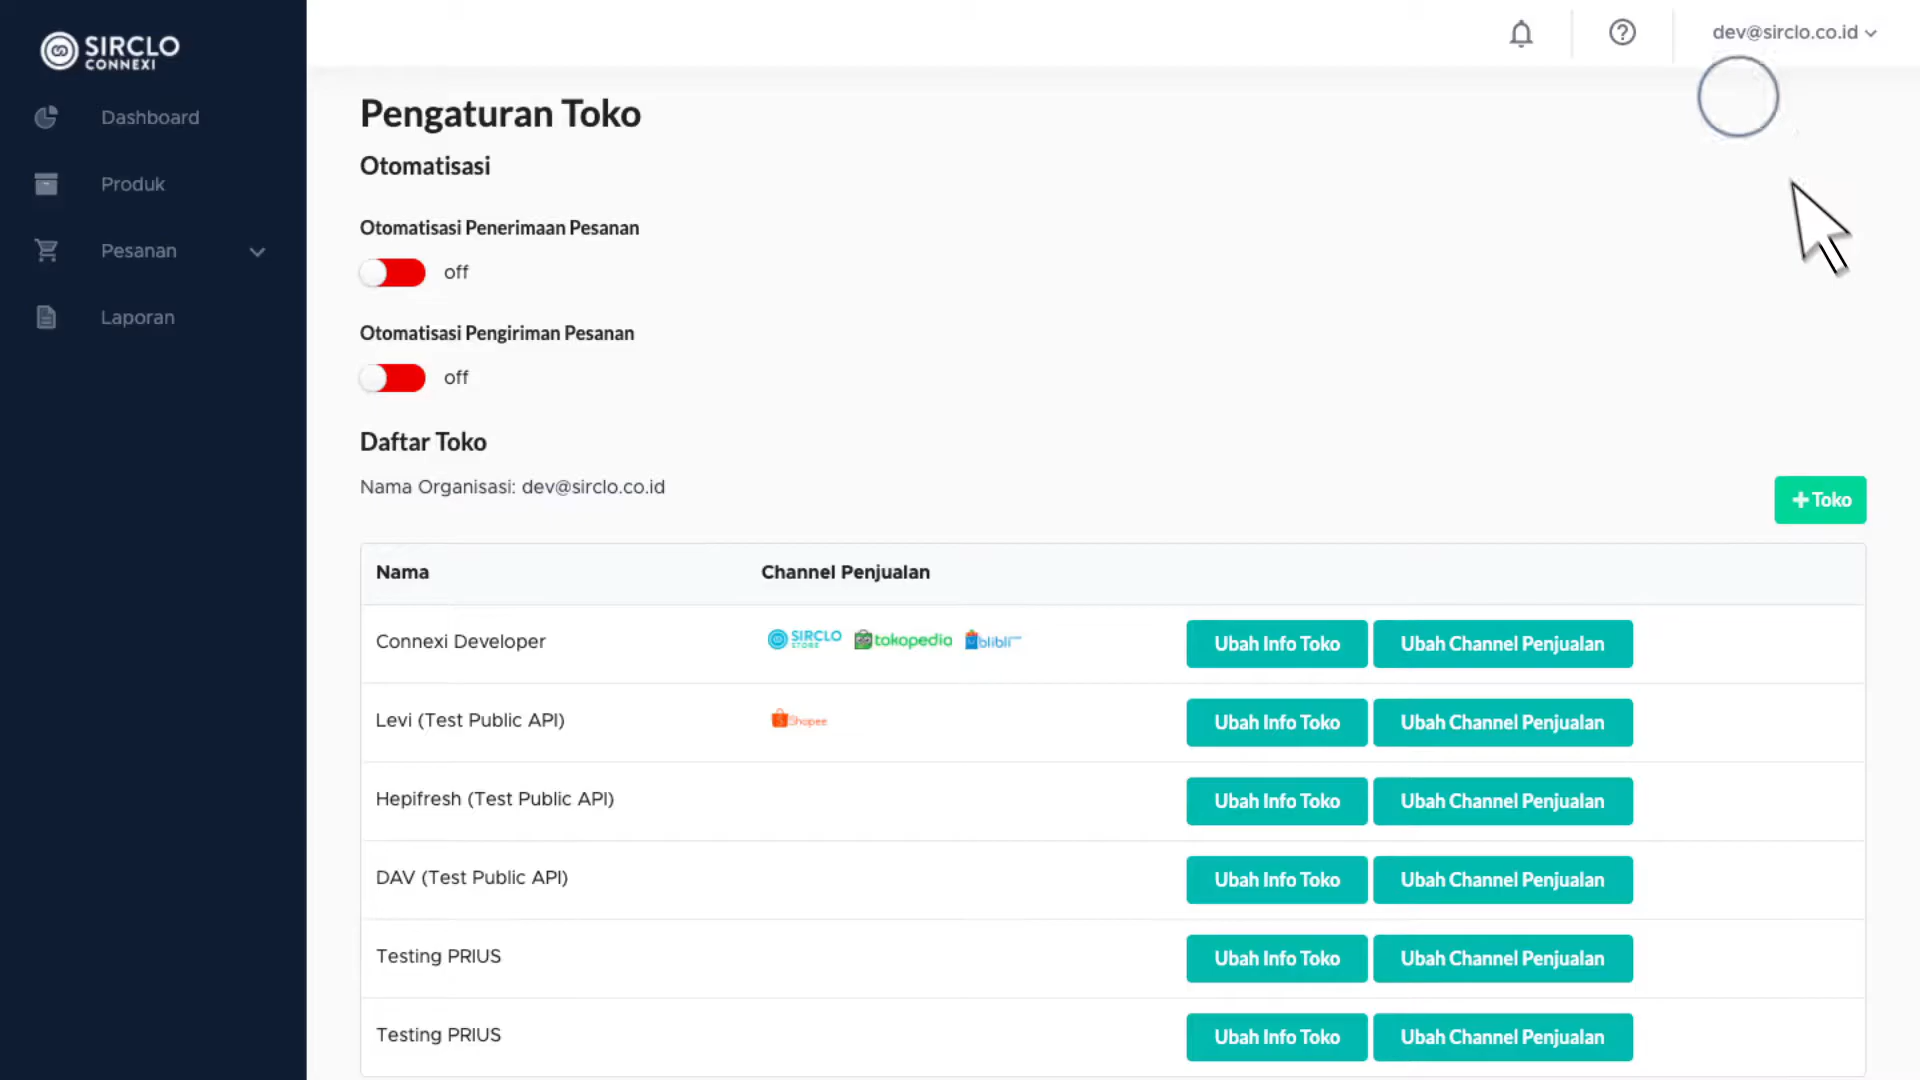 SIRCLO
CONNEXI
dev@sirclo.co.id
Dashboard
Produk
Pesanan
Laporan
Pengaturan Toko
Otomatisasi
Otomatisasi Penerimaan Pesanan
off
Otomatisasi Pengiriman Pesanan
off
Daftar Toko
Nama Organisasi: dev@sirclo.co.id
+ Toko
Nama Channel Penjualan
Connexi Developer SIRCLO STORE tokopedia blibli Ubah Info Toko Ubah Channel Penjualan
Levi (Test Public API) Shopee Ubah Info Toko Ubah Channel Penjualan
Hepifresh (Test Public API) Ubah Info Toko Ubah Channel Penjualan
DAV (Test Public API) Ubah Info Toko Ubah Channel Penjualan
Testing PRIUS Ubah Info Toko Ubah Channel Penjualan
Testing PRIUS Ubah Info Toko Ubah Channel Penjualan